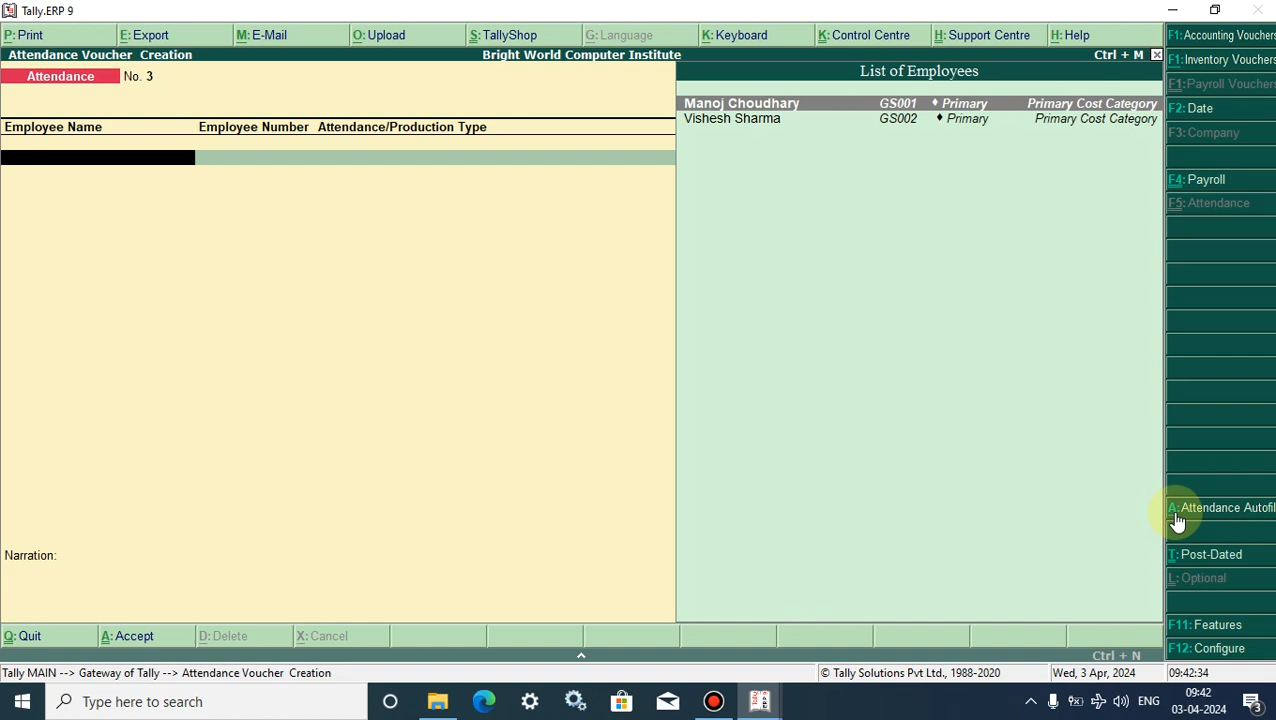 Tally.ERP 9
P: Print E: Export M: E-Mail O: Upload S: TallyShop G: Language K: Keyboard K: Control Centre H: Support Centre H: Help
Attendance Voucher Creation Bright World Computer Institute Ctrl + M
Attendance No. 3
List of Employees
Employee Name Employee Number Attendance/Production Type
Manoj Choudhary GS001 ♦ Primary Primary Cost Category
Vishesh Sharma GS002 ♦ Primary Primary Cost Category
Narration:
F1: Accounting Vouchers
F1: Inventory Vouchers
F1: Payroll Vouchers
F2: Date
F3: Company
F4: Payroll
F5: Attendance
A: Attendance Autofil
T: Post-Dated
L: Optional
F11: Features
F12: Configure
Q: Quit A: Accept D: Delete X: Cancel
Ctrl + N
Tally MAIN --> Gateway of Tally --> Attendance Voucher Creation © Tally Solutions Pvt Ltd., 1988-2020 Wed, 3 Apr, 2024 09:42:34
Type here to search ENG 09:42
03-04-2024 3